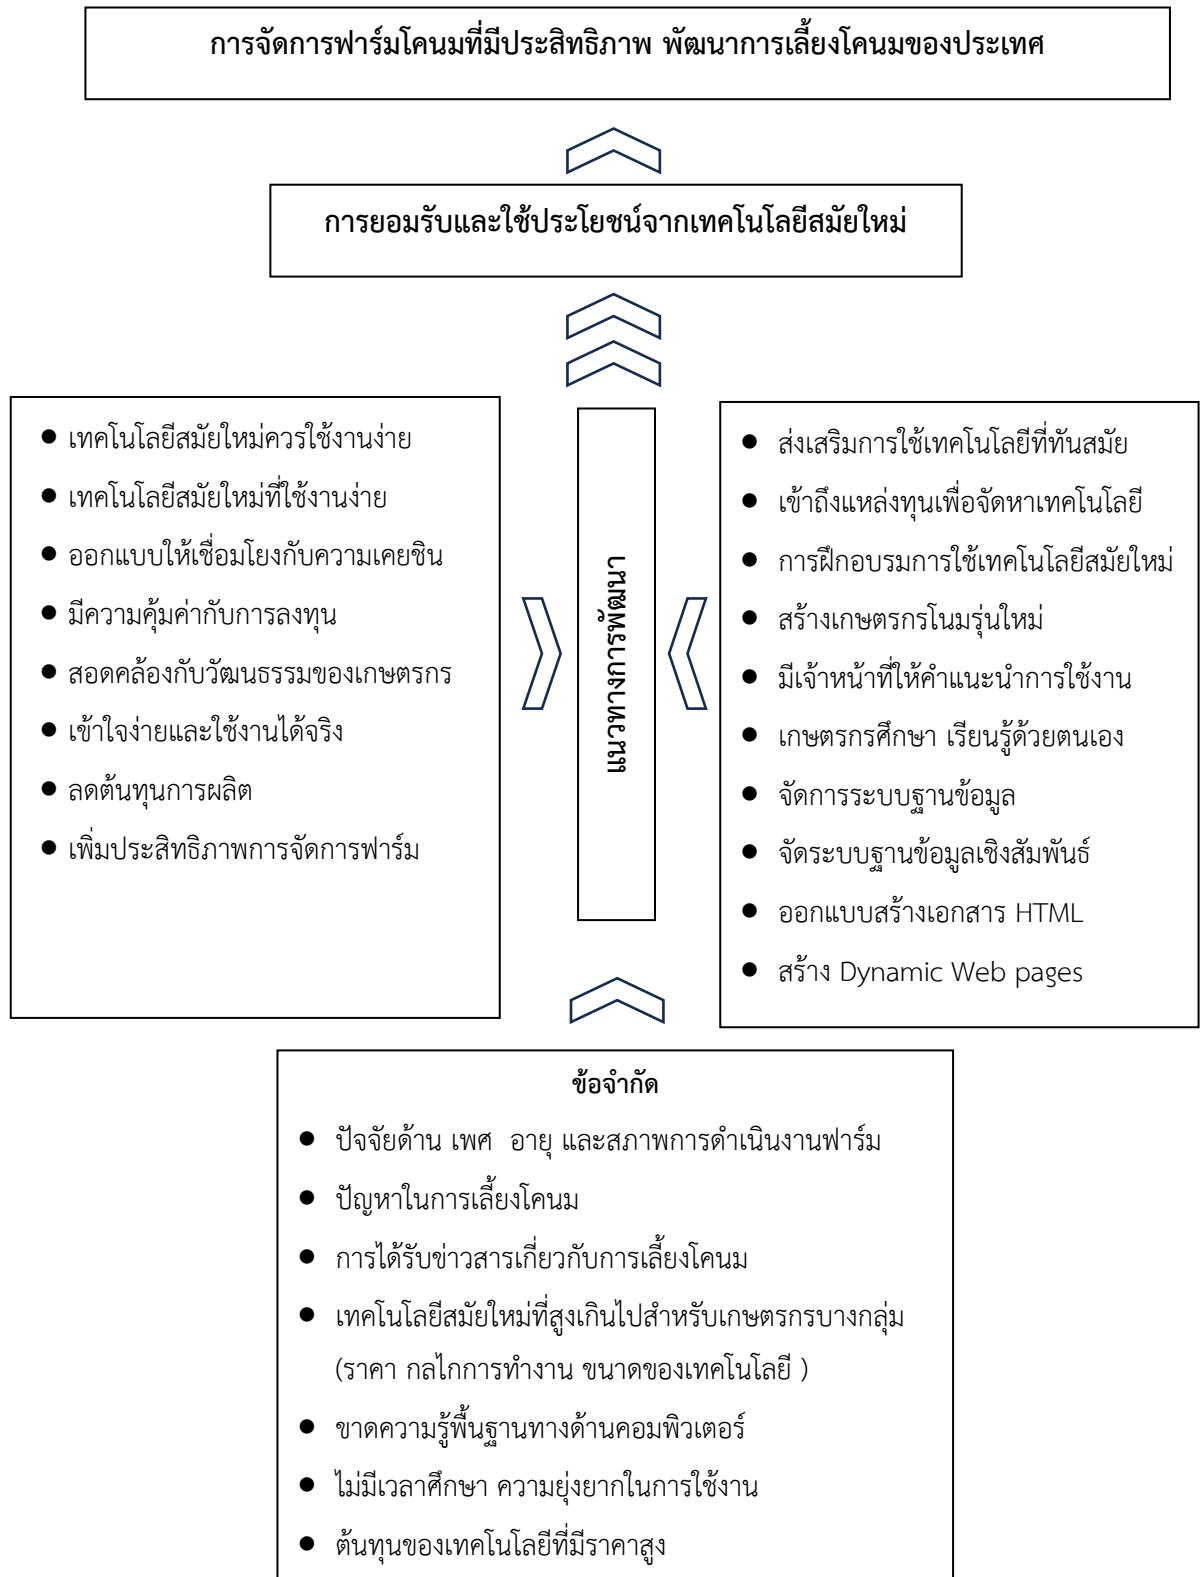 การจัดการฟาร์มโคนมที่มีประสิทธิภาพ พัฒนาการเลี้ยงโคนมของประเทศ
การยอมรับและใช้ประโยชน์จากเทคโนโลยีสมัยใหม่
● เทคโนโลยีสมัยใหม่ควรใช้งานง่าย
● เทคโนโลยีสมัยใหม่ที่ใช้งานง่าย
● ออกแบบให้เชื่อมโยงกับความเคยชิน
● มีความคุ้มค่ากับการลงทุน
● สอดคล้องกับวัฒนธรรมของเกษตรกร
● เข้าใจง่ายและใช้งานได้จริง
● ลดต้นทุนการผลิต
● เพิ่มประสิทธิภาพการจัดการฟาร์ม
แนวทางการพัฒนา
● ส่งเสริมการใช้เทคโนโลยีที่ทันสมัย
● เข้าถึงแหล่งทุนเพื่อจัดหาเทคโนโลยี
● การฝึกอบรมการใช้เทคโนโลยีสมัยใหม่
● สร้างเกษตรกรโนมรุ่นใหม่
● มีเจ้าหน้าที่ให้คำแนะนำการใช้งาน
● เกษตรกรศึกษา เรียนรู้ด้วยตนเอง
● จัดการระบบฐานข้อมูล
● จัดระบบฐานข้อมูลเชิงสัมพันธ์
● ออกแบบสร้างเอกสาร HTML
● สร้าง Dynamic Web pages
ข้อจำกัด
● ปัจจัยด้าน เพศ อายุ และสภาพการดำเนินงานฟาร์ม
● ปัญหาในการเลี้ยงโคนม
● การได้รับข่าวสารเกี่ยวกับการเลี้ยงโคนม
● เทคโนโลยีสมัยใหม่ที่สูงเกินไปสำหรับเกษตรกรบางกลุ่ม
(ราคา กลไกการทำงาน ขนาดของเทคโนโลยี )
● ขาดความรู้พื้นฐานทางด้านคอมพิวเตอร์
● ไม่มีเวลาศึกษา ความยุ่งยากในการใช้งาน
● ต้นทุนของเทคโนโลยีที่มีราคาสูง